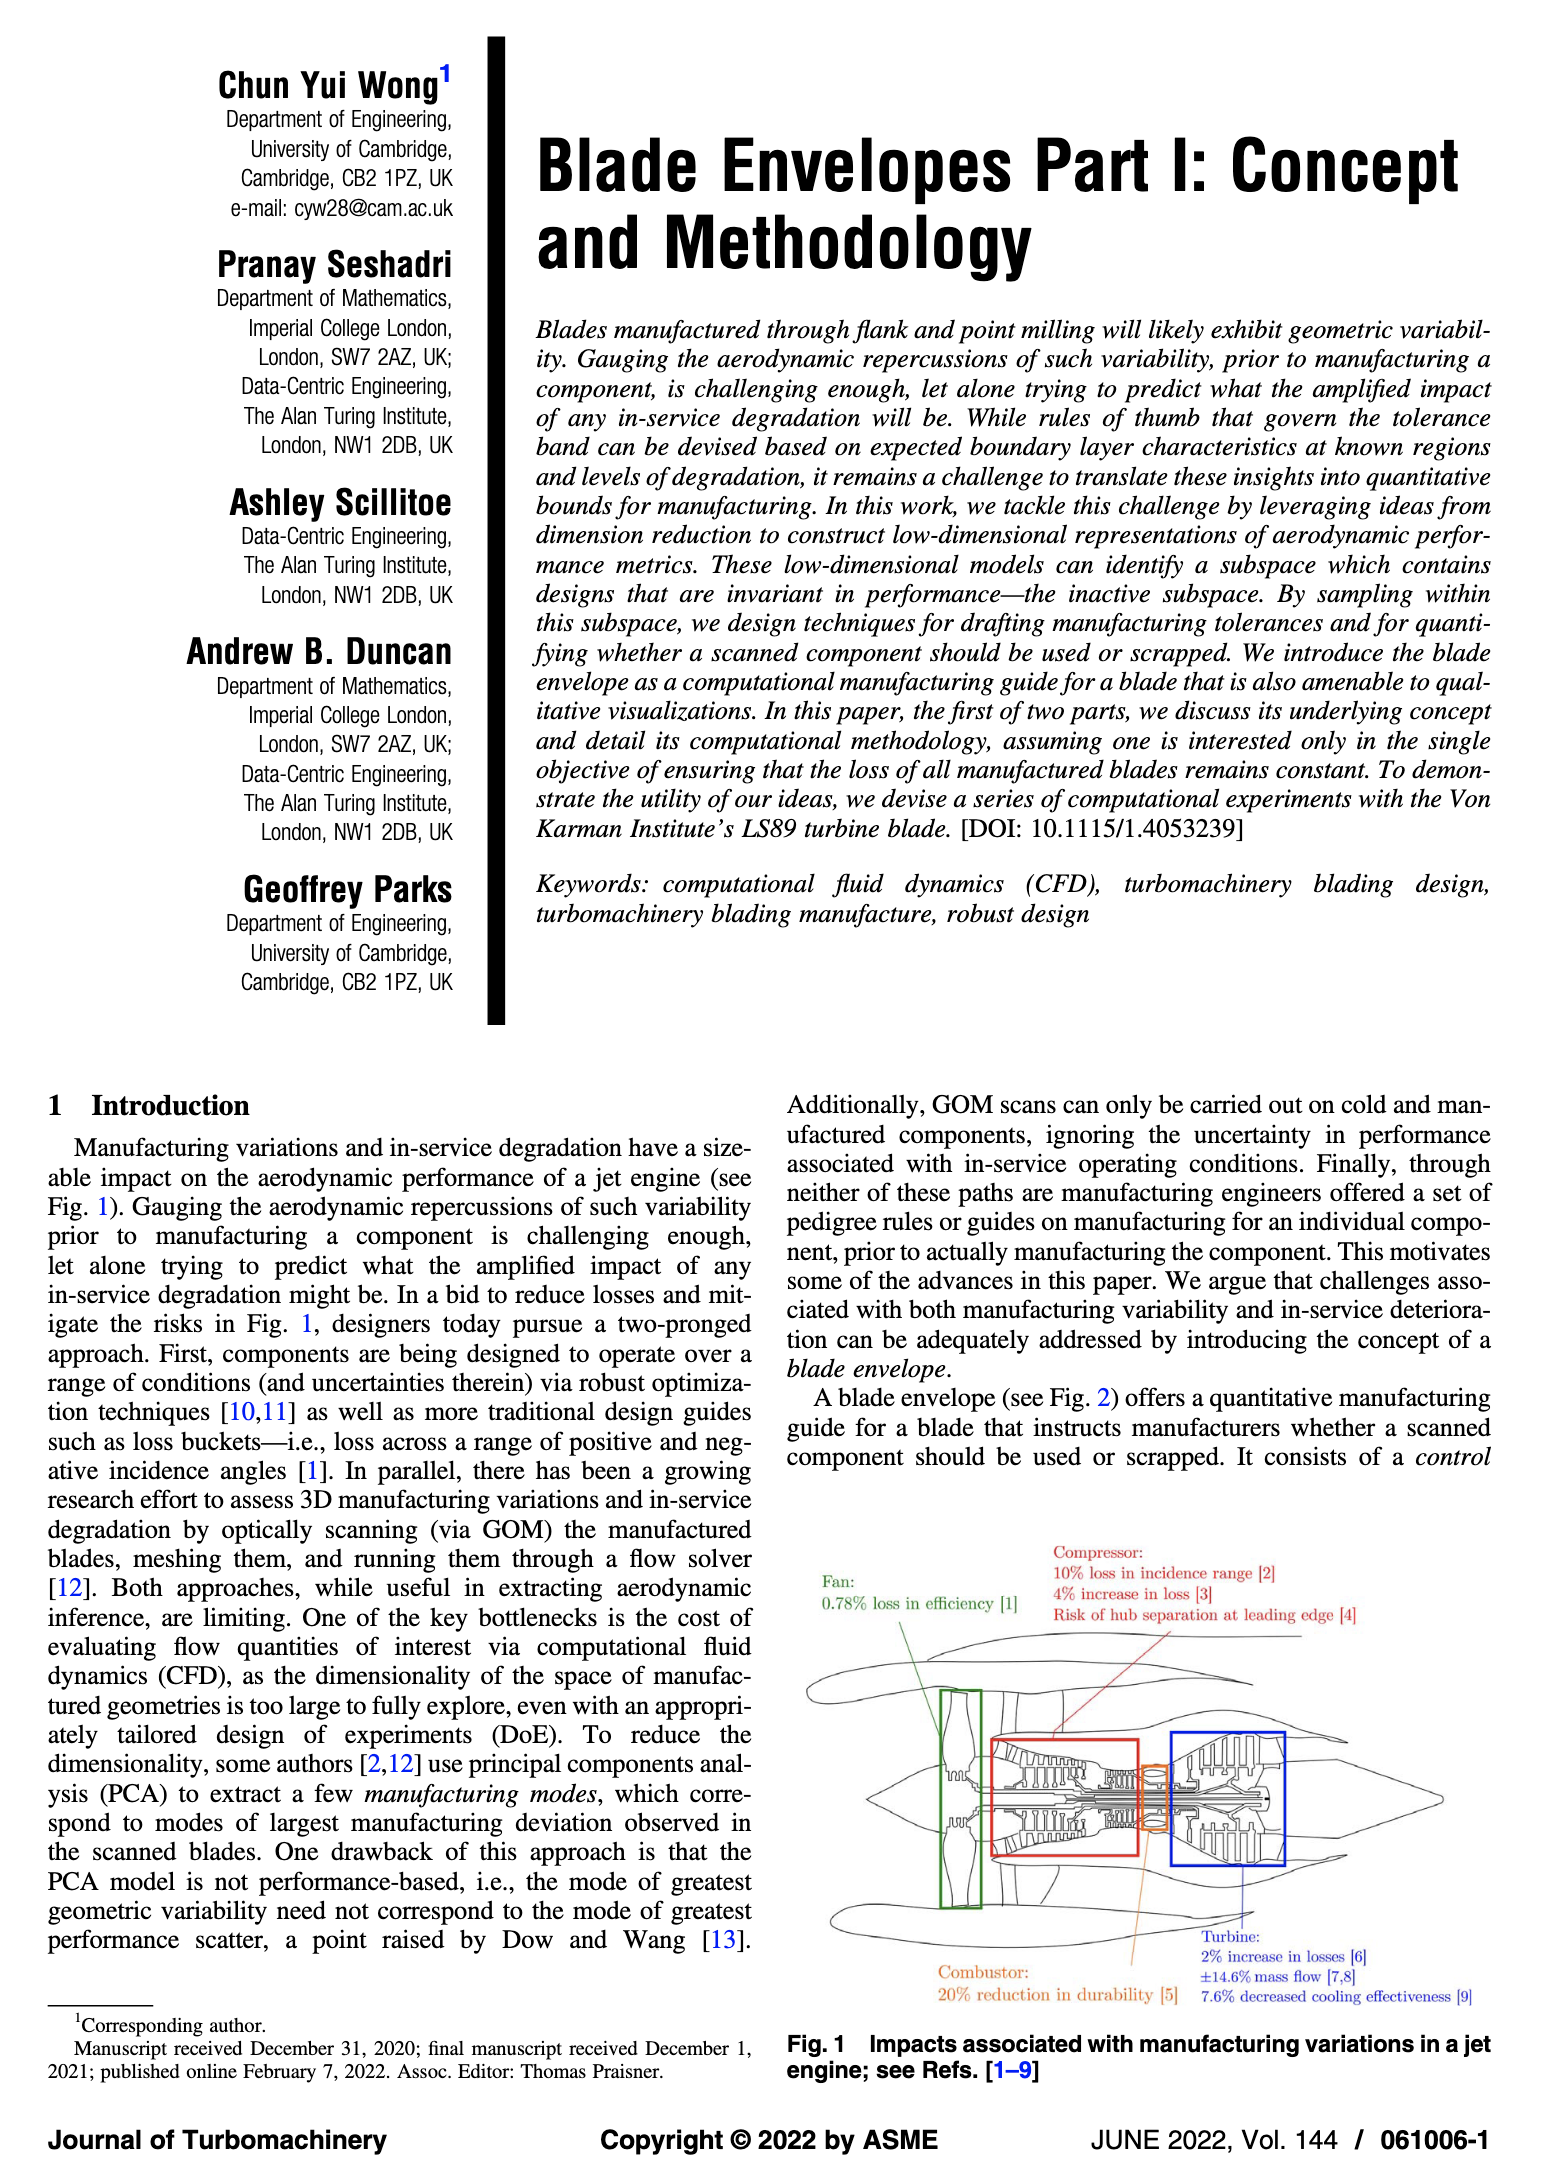 Chun Yui Wong1
Department of Engineering,
University of Cambridge,
Cambridge, CB2 1PZ, UK
e-mail: cyw28@cam.ac.uk
Pranay Seshadri
Department of Mathematics,
Imperial College London,
London, SW7 2AZ, UK;
Data-Centric Engineering,
The Alan Turing Institute,
London, NW1 2DB, UK
Ashley Scillitoe
Data-Centric Engineering,
The Alan Turing Institute,
London, NW1 2DB, UK
Andrew B. Duncan
Department of Mathematics,
Imperial College London,
London, SW7 2AZ, UK;
Data-Centric Engineering,
The Alan Turing Institute,
London, NW1 2DB, UK
Geoffrey Parks
Department of Engineering,
University of Cambridge,
Cambridge, CB2 1PZ, UK
Blade Envelopes Part I: Concept
and Methodology
Blades manufactured through flank and point milling will likely exhibit geometric variabil-
ity. Gauging the aerodynamic repercussions of such variability, prior to manufacturing a
component, is challenging enough, let alone trying to predict what the amplified impact
of any in-service degradation will be. While rules of thumb that govern the tolerance
band can be devised based on expected boundary layer characteristics at known regions
and levels of degradation, it remains a challenge to translate these insights into quantitative
bounds for manufacturing. In this work, we tackle this challenge by leveraging ideas from
dimension reduction to construct low-dimensional representations of aerodynamic perfor-
mance metrics. These low-dimensional models can identify a subspace which contains
designs that are invariant in performance—the inactive subspace. By sampling within
this subspace, we design techniques for drafting manufacturing tolerances and for quanti-
fying whether a scanned component should be used or scrapped. We introduce the blade
envelope as a computational manufacturing guide for a blade that is also amenable to qual-
itative visualizations. In this paper, the first of two parts, we discuss its underlying concept
and detail its computational methodology, assuming one is interested only in the single
objective of ensuring that the loss of all manufactured blades remains constant. To demon-
strate the utility of our ideas, we devise a series of computational experiments with the Von
Karman Institute's LS89 turbine blade. [DOI: 10.1115/1.4053239]
Keywords: computational fluid dynamics (CFD), turbomachinery blading design,
turbomachinery blading manufacture, robust design
1 Introduction
Manufacturing variations and in-service degradation have a size-
able impact on the aerodynamic performance of a jet engine (see
Fig. 1). Gauging the aerodynamic repercussions of such variability
prior to manufacturing a component is challenging enough,
let alone trying to predict what the amplified impact of any
in-service degradation might be. In a bid to reduce losses and mit-
igate the risks in Fig. 1, designers today pursue a two-pronged
approach. First, components are being designed to operate over a
range of conditions (and uncertainties therein) via robust optimiza-
tion techniques [10,11] as well as more traditional design guides
such as loss buckets—i.e., loss across a range of positive and neg-
ative incidence angles [1]. In parallel, there has been a growing
research effort to assess 3D manufacturing variations and in-service
degradation by optically scanning (via GOM) the manufactured
blades, meshing them, and running them through a flow solver
[12]. Both approaches, while useful in extracting aerodynamic
inference, are limiting. One of the key bottlenecks is the cost of
evaluating flow quantities of interest via computational fluid
dynamics (CFD), as the dimensionality of the space of manufac-
tured geometries is too large to fully explore, even with an appropri-
ately tailored design of experiments (DoE). To reduce the
dimensionality, some authors [2,12] use principal components anal-
ysis (PCA) to extract a few manufacturing modes, which corre-
spond to modes of largest manufacturing deviation observed in
the scanned blades. One drawback of this approach is that the
PCA model is not performance-based, i.e., the mode of greatest
geometric variability need not correspond to the mode of greatest
performance scatter, a point raised by Dow and Wang [13].
1Corresponding author.
Manuscript received December 31, 2020; final manuscript received December 1,
2021; published online February 7, 2022. Assoc. Editor: Thomas Praisner.
Additionally, GOM scans can only be carried out on cold and man-
ufactured components, ignoring the uncertainty in performance
associated with in-service operating conditions. Finally, through
neither of these paths are manufacturing engineers offered a set of
pedigree rules or guides on manufacturing for an individual compo-
nent, prior to actually manufacturing the component. This motivates
some of the advances in this paper. We argue that challenges asso-
ciated with both manufacturing variability and in-service deteriora-
tion can be adequately addressed by introducing the concept of a
blade envelope.
A blade envelope (see Fig. 2) offers a quantitative manufacturing
guide for a blade that instructs manufacturers whether a scanned
component should be used or scrapped. It consists of a control
Compressor:
10% loss in incidence range [2]
4% increase in loss [3]
Risk of hub separation at leading edge [4]
Fan:
0.78% loss in efficiency [1]
Turbine:
2% increase in losses [6]
±14.6% mass flow [7,8]
7.6% decreased cooling effectiveness [9]
Combustor:
20% reduction in durability [5]
Fig. 1 Impacts associated with manufacturing variations in a jet
engine; see Refs. [1–9]
Journal of Turbomachinery
Copyright © 2022 by ASME
JUNE 2022, Vol. 144 / 061006-1